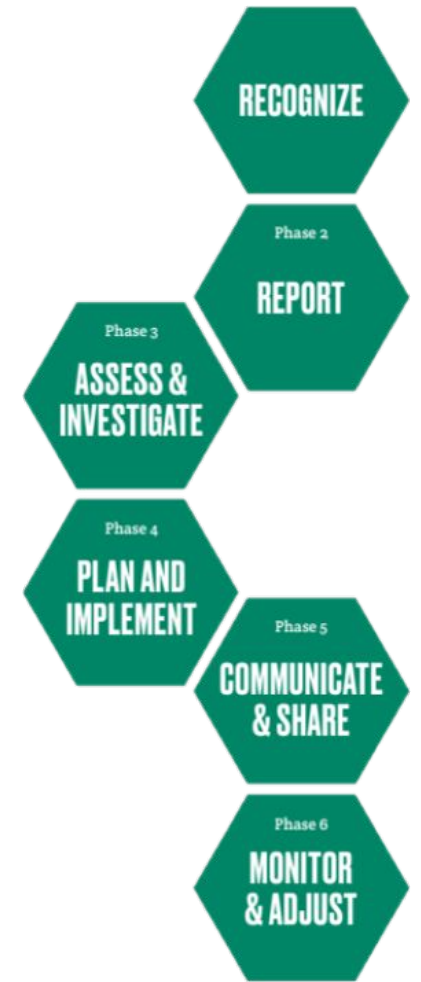 RECOGNIZE
Phase 2
REPORT
Phase 3
ASSESS &
INVESTIGATE
Phase 4
PLAN AND
IMPLEMENT
Phase 5
COMMUNICATE
& SHARE
Phase 6
MONITOR
& ADJUST